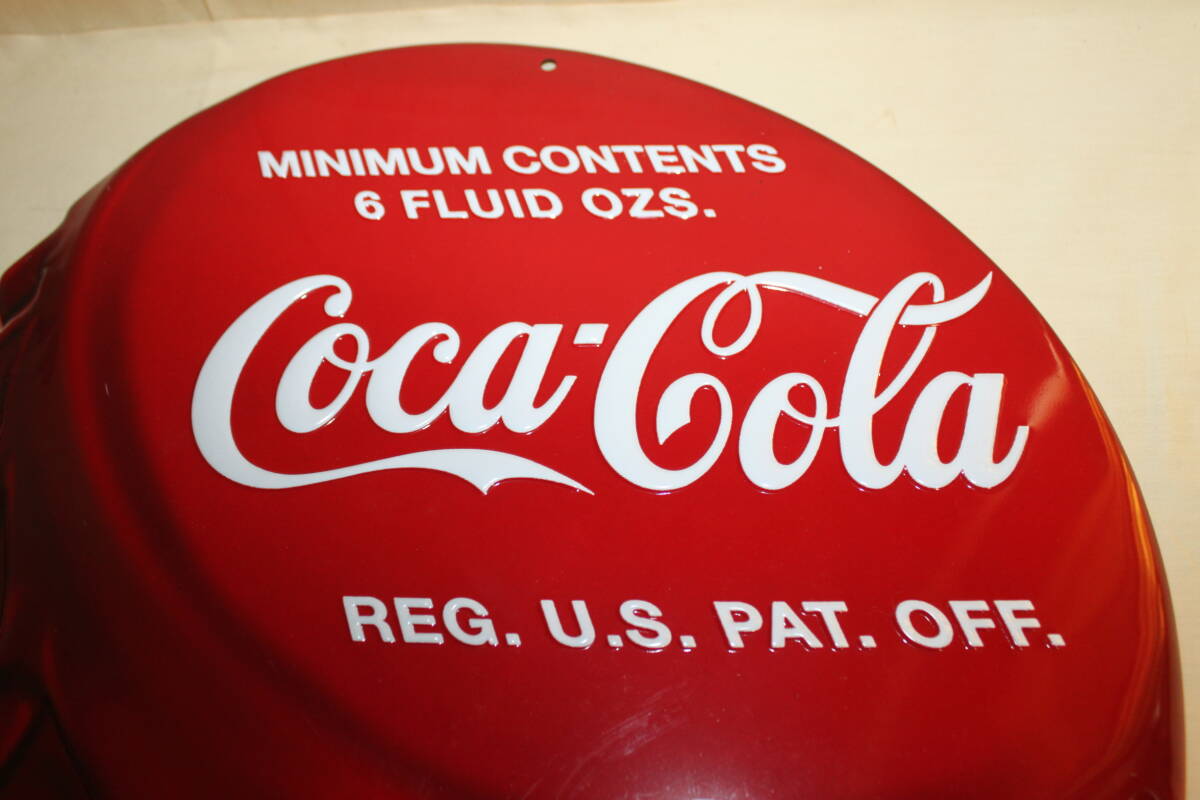 MINIMUM CONTENTS
6 FLUID OZS.
Coca-Cola
REG. U.S. PAT. OFF.